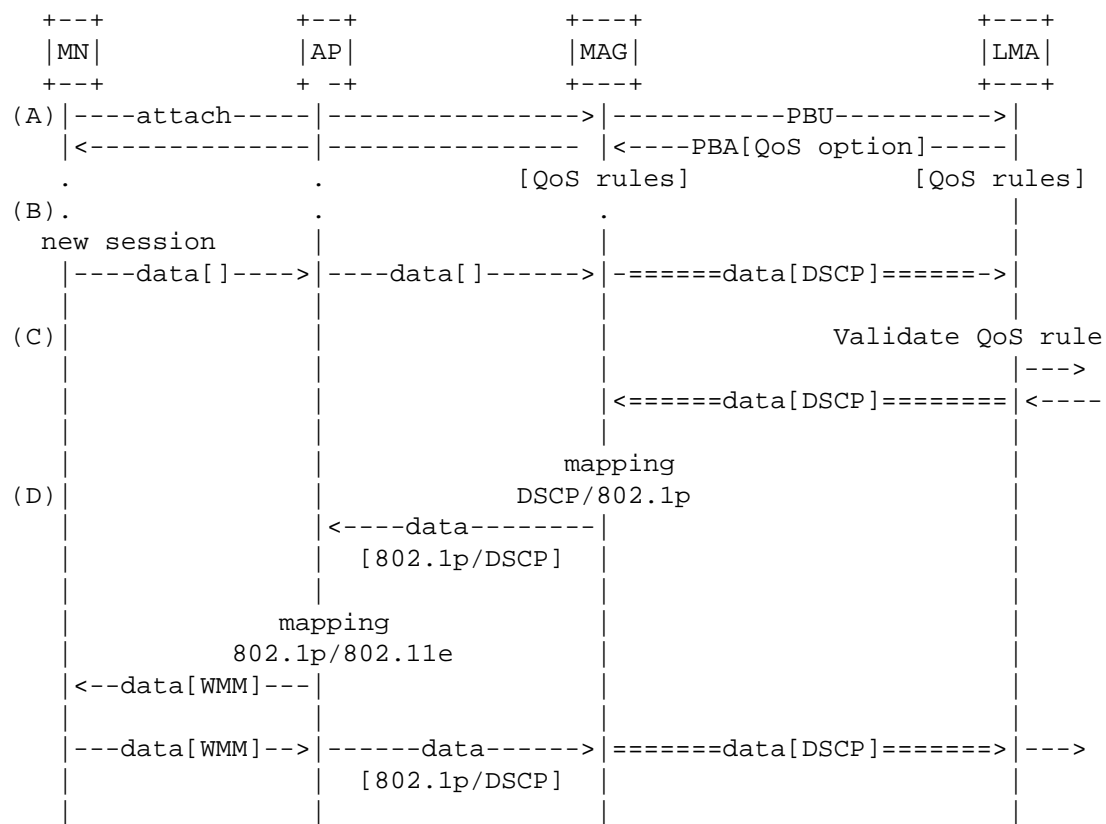 +--+                +--+                 +---+                         +---+
|MN|                |AP|                 |MAG|                         |LMA|
+--+                + -+                 +---+                         +---+
(A)|----attach-----|---------------->|-----------PBU---------->|
|<--------------|---------------- |<----PBA[QoS option]-----|
.                .             [QoS rules]               [QoS rules]
(B).                .                  .                          |
new session            |                  |                          |
|----data[]---->|----data[]------>|-======data[DSCP]======->|
|                |                  |                          |
(C)|                |                  |               Validate QoS rule
|                |                  |                          |--->
|                |                  |<======data[DSCP]========|<----
|                |                  |                          |
|                |               mapping                       |
(D)|                |            DSCP/802.1p                      |
|                |<----data--------|                          |
|                |  [802.1p/DSCP]   |                          |
|                |                  |                          |
|             mapping               |                          |
|          802.1p/802.11e           |                          |
|<--data[WMM]---|                  |                          |
|                |                  |                          |
|---data[WMM]-->|------data------>|=======data[DSCP]=======>|--->
|                |  [802.1p/DSCP]   |                          |
|                |                  |                          |